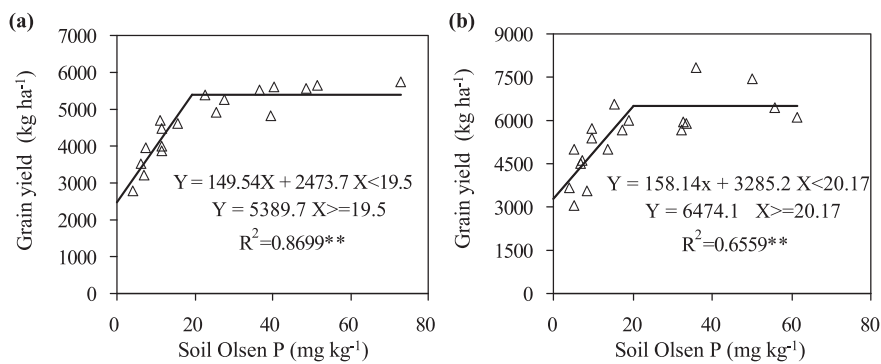 (a)
7000
6000
5000
4000
3000
2000
1000
0
Grain yield (kg ha⁻¹)
Y = 149.54X + 2473.7 X<19.5
Y = 5389.7 X>=19.5
R²=0.8699**
0 20 40 60 80
Soil Olsen P (mg kg⁻¹)
(b)
9000
7500
6000
4500
3000
1500
0
Grain yield (kg ha⁻¹)
Y = 158.14x + 3285.2 X<20.17
Y = 6474.1 X>=20.17
R²=0.6559**
0 20 40 60 80
Soil Olsen P (mg kg⁻¹)